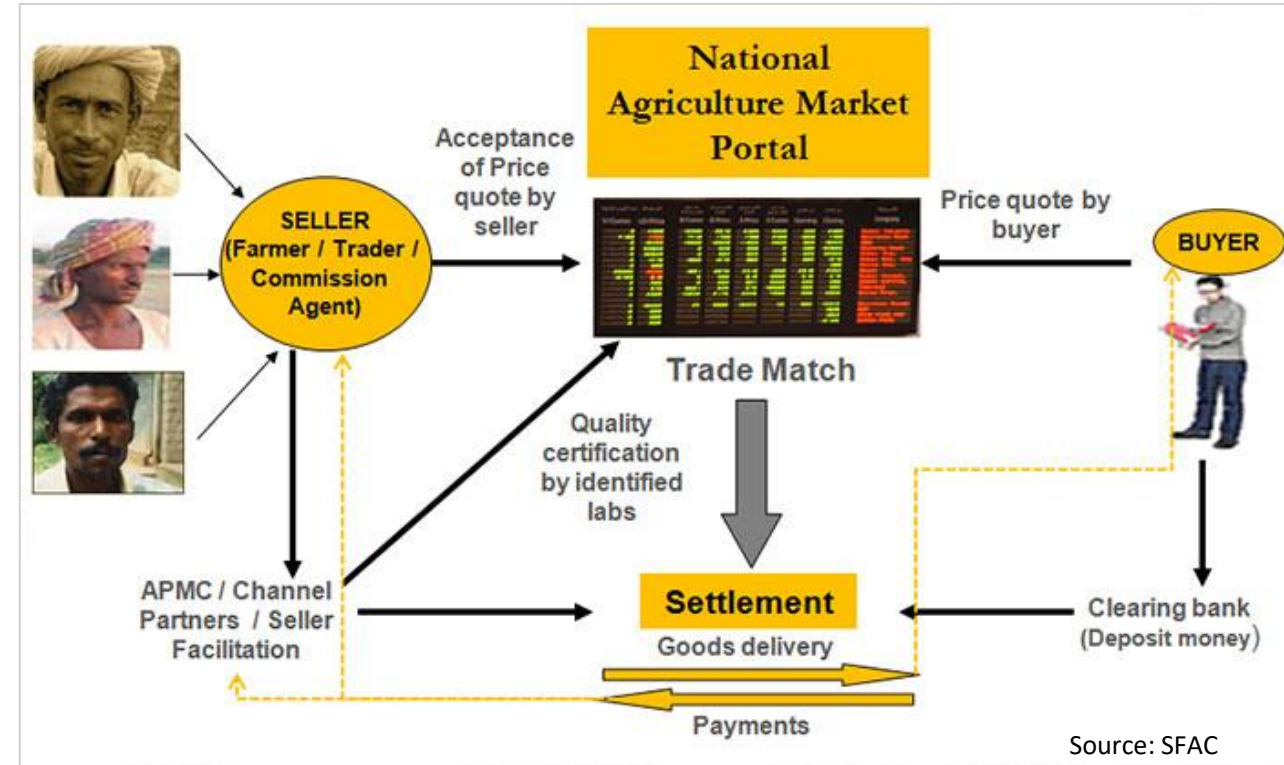 National
Agriculture Market
Portal
Acceptance
of Price
quote by
seller
Price quote by
buyer
SELLER
(Farmer / Trader /
Commission
Agent)
BUYER
Trade Match
Quality
certification
by identified
labs
APMC / Channel
Partners / Seller
Facilitation
Settlement
Goods delivery
Payments
Clearing bank
(Deposit money)
Source: SFAC